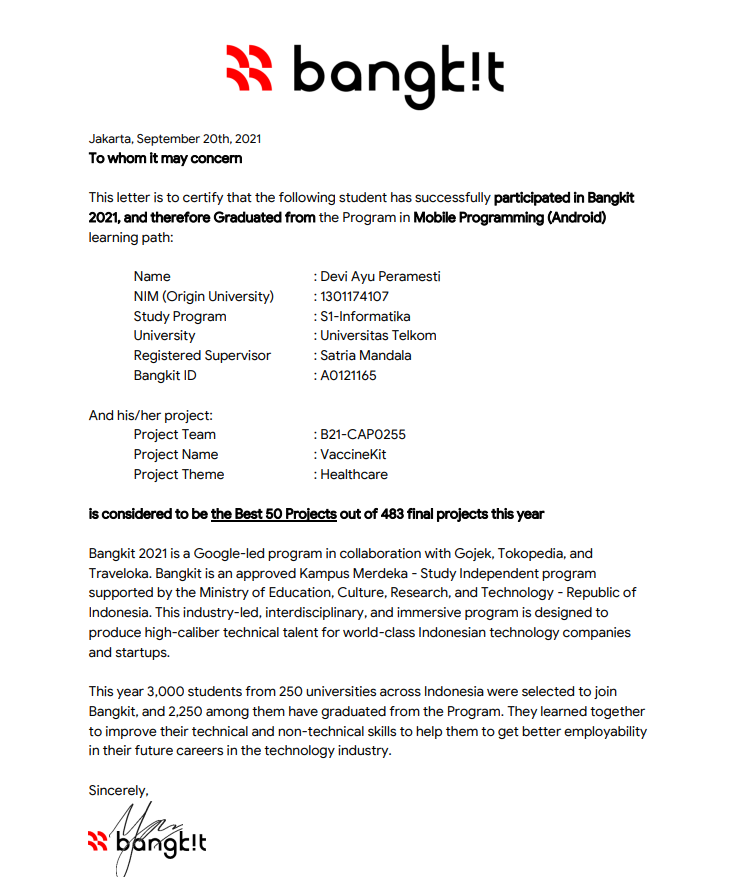 bangk!t
Jakarta, September 20th, 2021
To whom it may concern
This letter is to certify that the following student has successfully participated in Bangkit
2021, and therefore Graduated from the Program in Mobile Programming (Android)
learning path:
Name : Devi Ayu Peramesti
NIM (Origin University) : 1301174107
Study Program : S1-Informatika
University : Universitas Telkom
Registered Supervisor : Satria Mandala
Bangkit ID : A0121165
And his/her project:
Project Team : B21-CAP0255
Project Name : VaccineKit
Project Theme : Healthcare
is considered to be the Best 50 Projects out of 483 final projects this year
Bangkit 2021 is a Google-led program in collaboration with Gojek, Tokopedia, and
Traveloka. Bangkit is an approved Kampus Merdeka - Study Independent program
supported by the Ministry of Education, Culture, Research, and Technology - Republic of
Indonesia. This industry-led, interdisciplinary, and immersive program is designed to
produce high-caliber technical talent for world-class Indonesian technology companies
and startups.
This year 3,000 students from 250 universities across Indonesia were selected to join
Bangkit, and 2,250 among them have graduated from the Program. They learned together
to improve their technical and non-technical skills to help them to get better employability
in their future careers in the technology industry.
Sincerely,
bangk!t